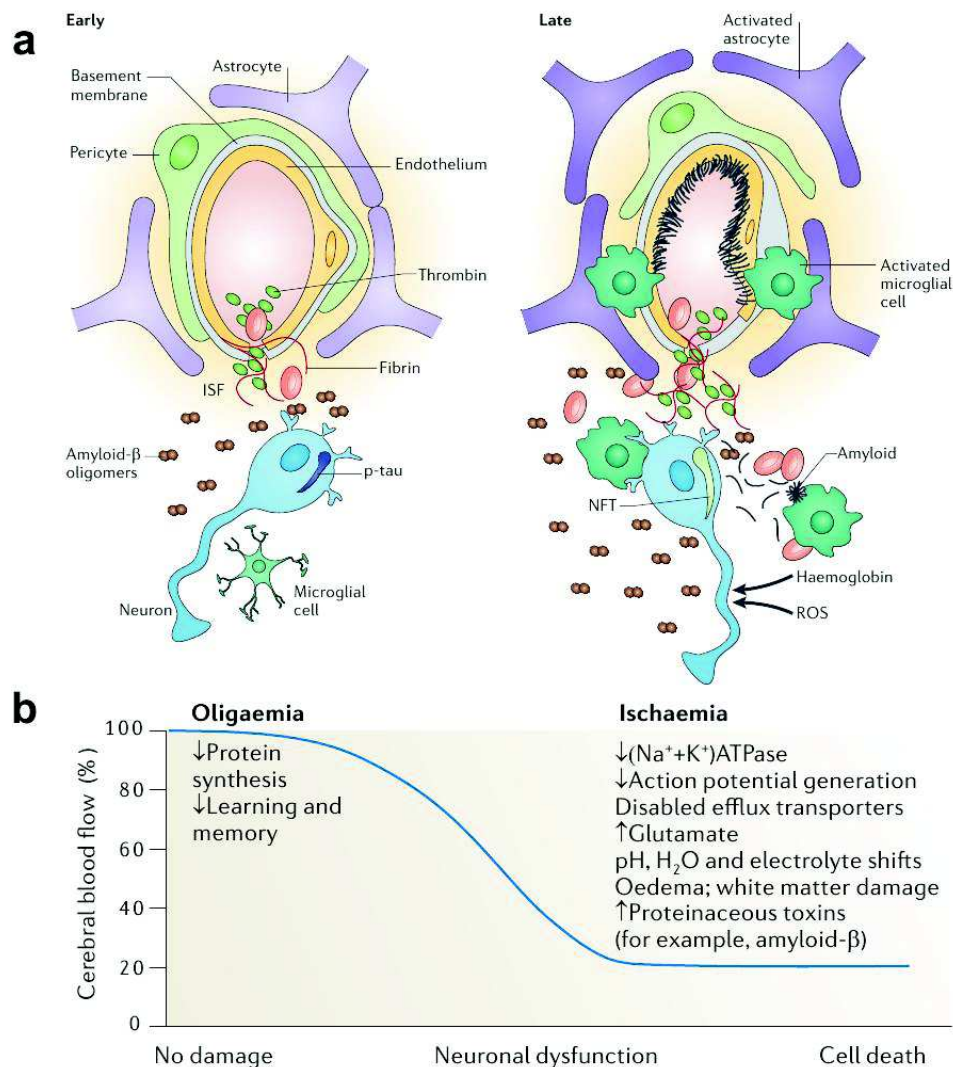 a
Early
Astrocyte
Basement
membrane
Pericyte
Endothelium
Thrombin
Fibrin
ISF
Amyloid-β
oligomers
p-tau
Neuron
Microglial
cell
Late
Activated
astrocyte
Activated
microglial
cell
Amyloid
NFT
Haemoglobin
ROS
b
Cerebral blood flow (%)
100
80
60
40
20
0
Oligaemia
↓Protein
synthesis
↓Learning and
memory
Ischaemia
↓(Na⁺+K⁺)ATPase
↓Action potential generation
Disabled efflux transporters
↑Glutamate
pH, H₂O and electrolyte shifts
Oedema; white matter damage
↑Proteinaceous toxins
(for example, amyloid-β)
No damage
Neuronal dysfunction
Cell death